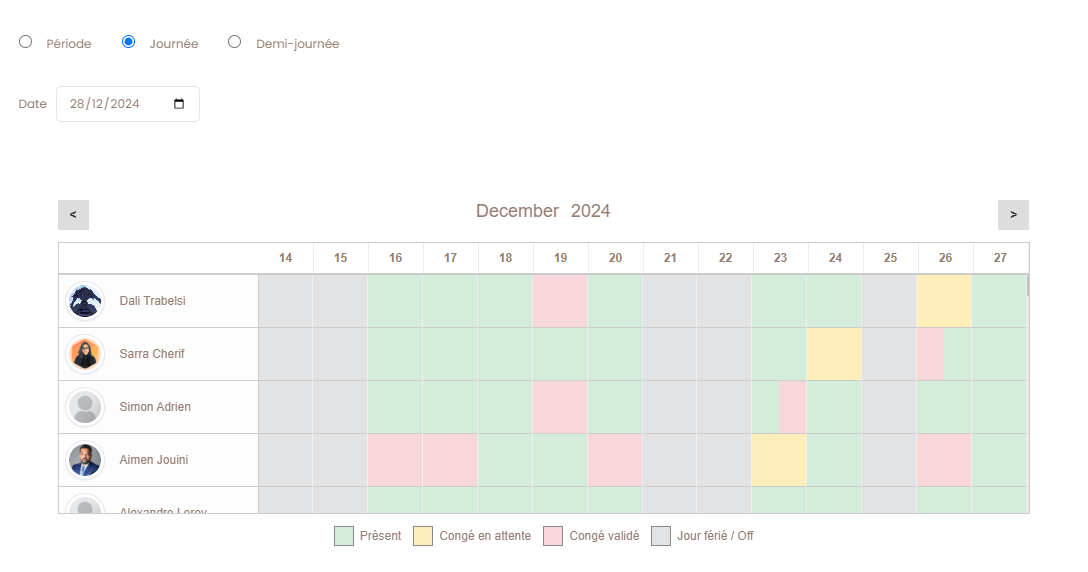 Période Journée Demi-journée
Date 28/12/2024
< December 2024 >
14 15 16 17 18 19 20 21 22 23 24 25 26 27
Dali Trabelsi
Sarra Cherif
Simon Adrien
Aimen Jouini
Alexandre Leroy
Présent Congé en attente Congé validé Jour férié / Off